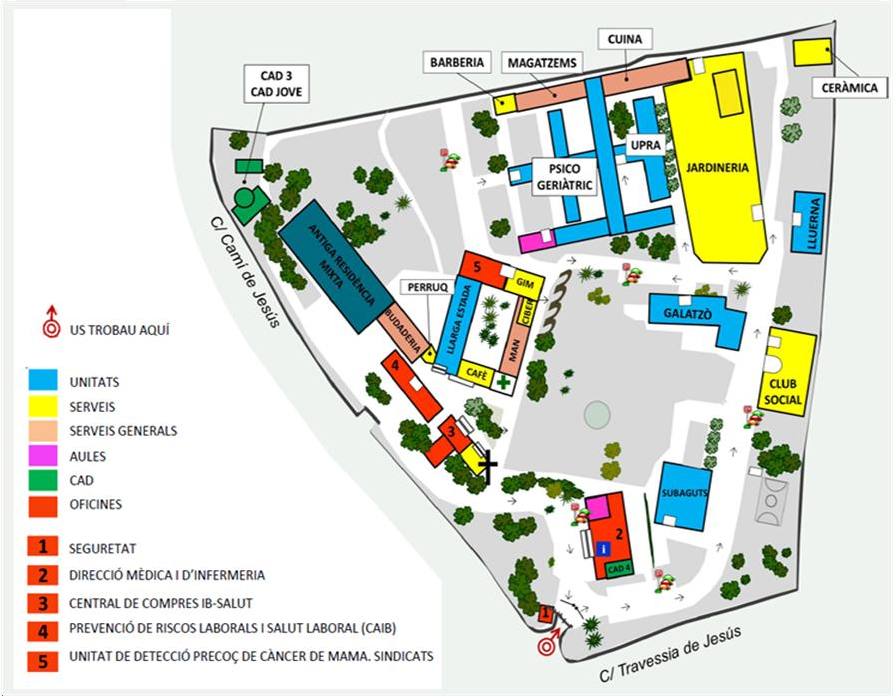 CUINA
BARBERIA
MAGATZEMS
CAD 3
CAD JOVE
CERÀMICA
UPRA
PSICO
GERIÀTRIC
JARDINERIA
LLUERNA
C/ Camí de Jesús
ANTIGA RESIDÈNCIA
MIXTA
5
GIM
PERRUQ
CIBER
LLARGA ESTADA
BUDADERIA
MAN
GALATZÒ
US TROBAU AQUÍ
4
CAFÈ
CLUB
SOCIAL
UNITATS
SERVEIS
SERVEIS GENERALS
3
AULES
CAD
SUBAGUTS
OFICINES
2
i
CAD 4
1 SEGURETAT
2 DIRECCIÓ MÈDICA I D'INFERMERIA
3 CENTRAL DE COMPRES IB-SALUT
1
4 PREVENCIÓ DE RISCOS LABORALS I SALUT LABORAL (CAIB)
5 UNITAT DE DETECCIÓ PRECOÇ DE CÀNCER DE MAMA. SINDICATS
C/ Travessia de Jesús